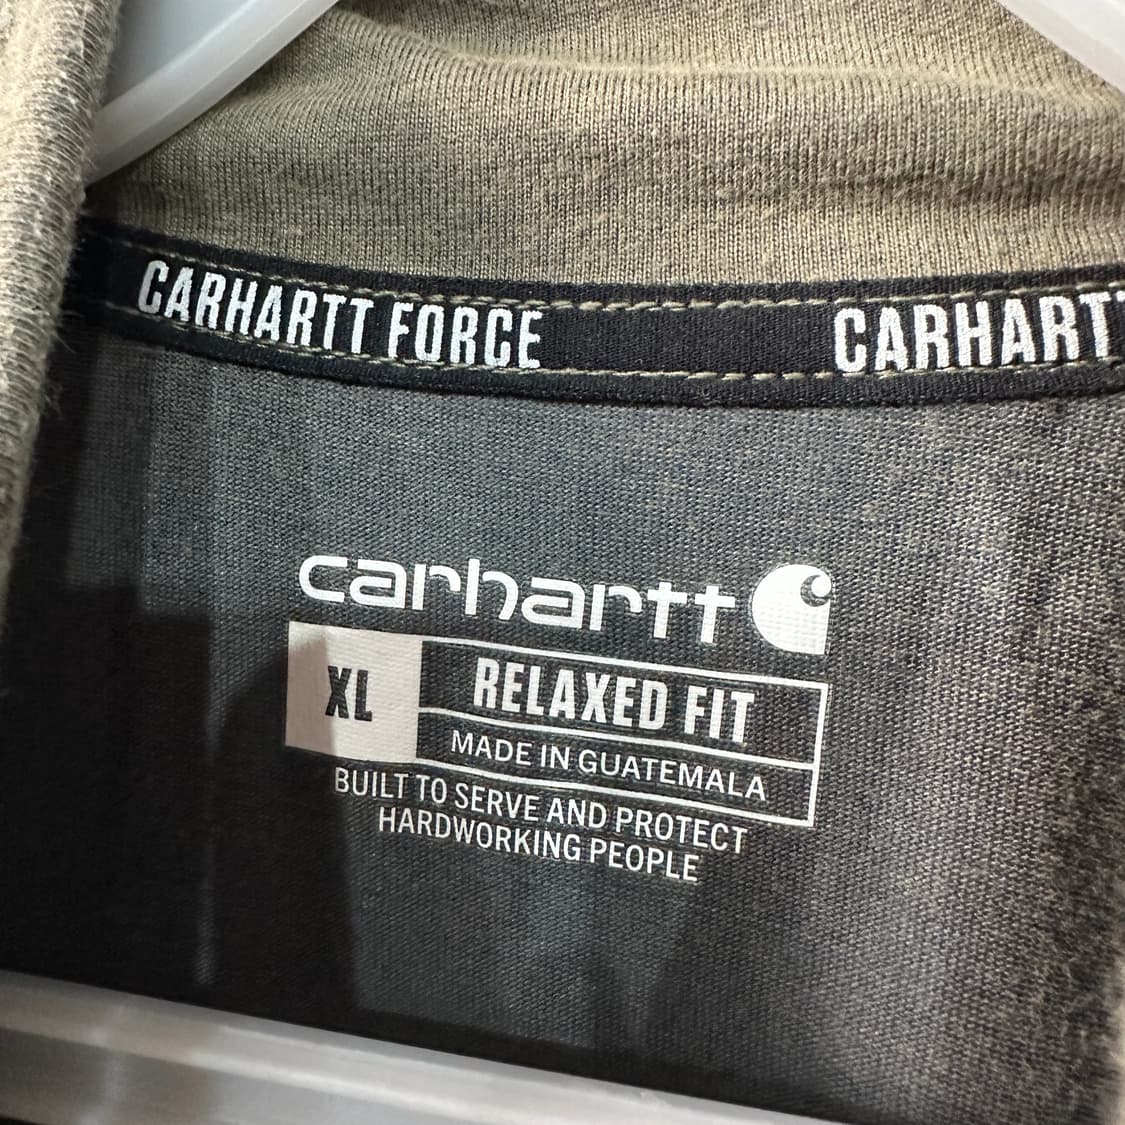 CARHARTT FORCE CARHARTT
carhartt
XL RELAXED FIT
MADE IN GUATEMALA
BUILT TO SERVE AND PROTECT
HARDWORKING PEOPLE